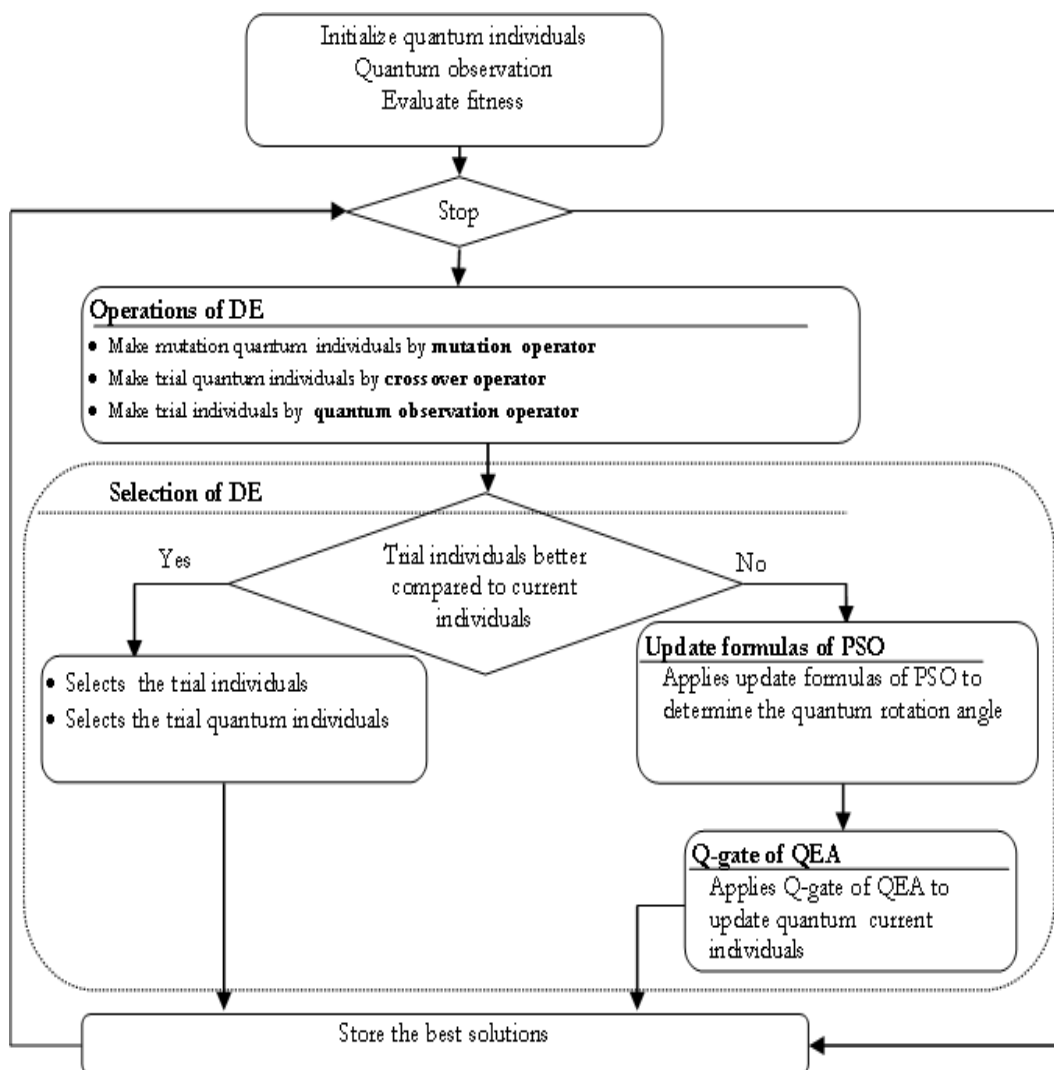 Initialize quantum individuals
Quantum observation
Evaluate fitness
Stop
Operations of DE
• Make mutation quantum individuals by mutation operator
• Make trial quantum individuals by crossover operator
• Make trial individuals by quantum observation operator
Selection of DE
Yes
Trial individuals better
compared to current
individuals
No
• Selects the trial individuals
• Selects the trial quantum individuals
Update formulas of PSO
Applies update formulas of PSO to
determine the quantum rotation angle
Q-gate of QEA
Applies Q-gate of QEA to
update quantum current
individuals
Store the best solutions